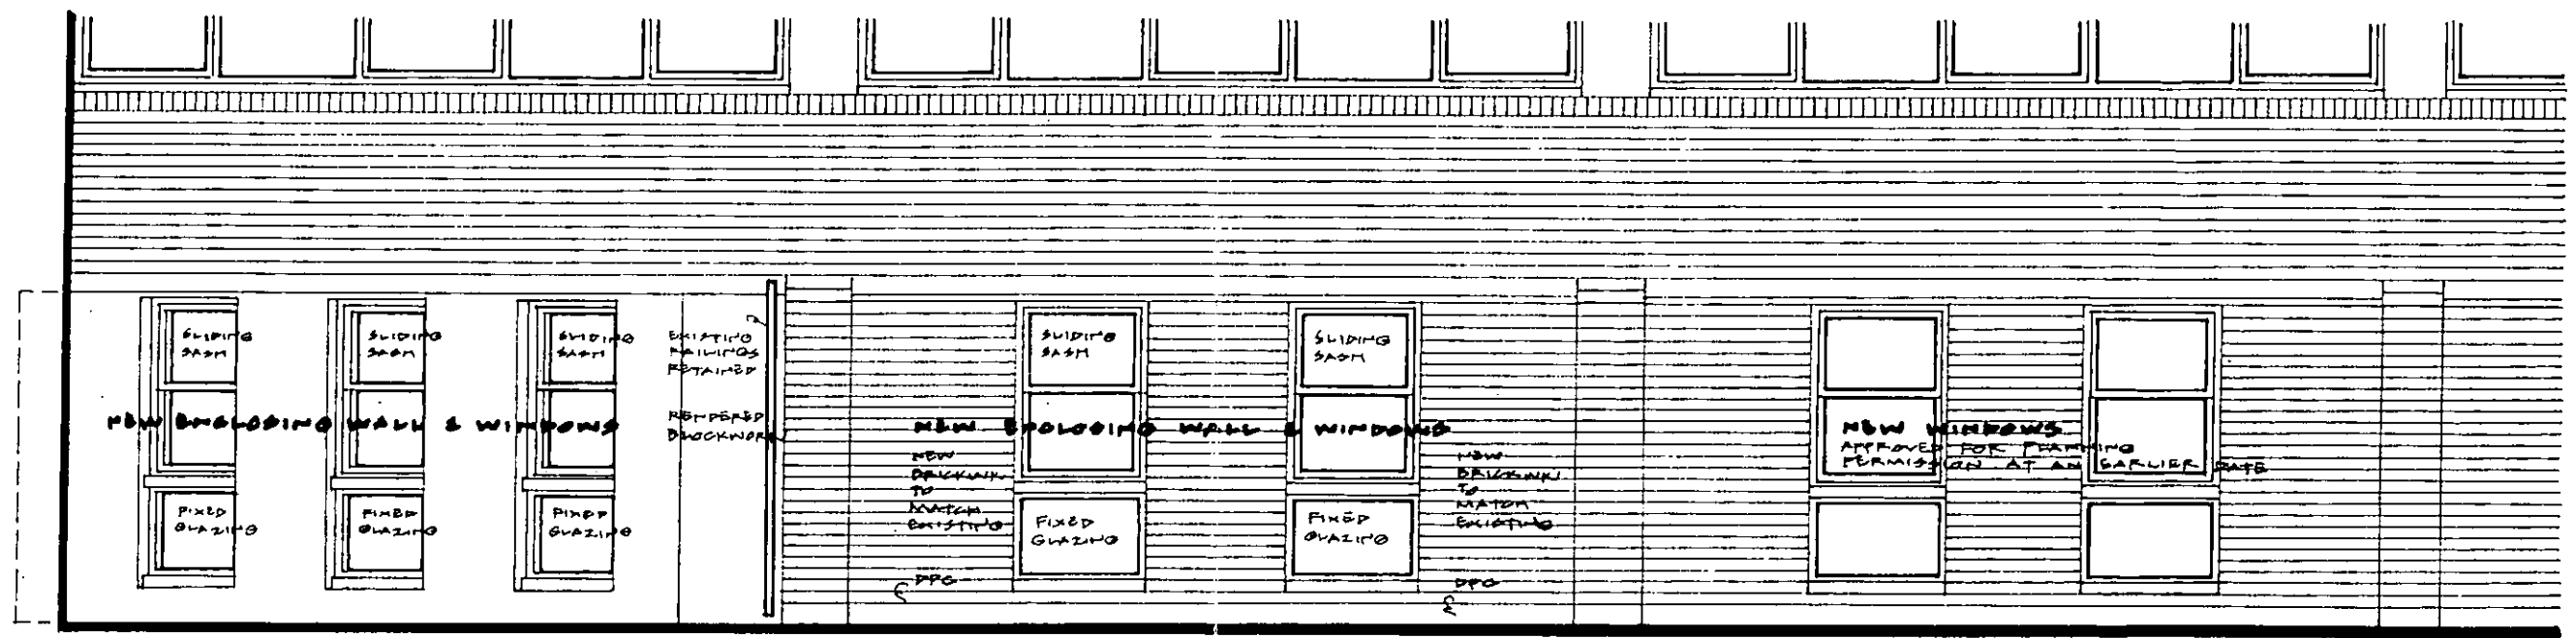 SLIDING
SASH
SLIDING
SASH
SLIDING
SASH
EXISTING
RAILINGS
RETAINED
SLIDING
SASH
SLIDING
SASH
NEW ENCLOSING WALL & WINDOWS
RENDERED
BLOCKWORK
NEW ENCLOSING WALL & WINDOWS
NEW WINDOWS
APPROVED FOR PLANNING
PERMISSION AT AN EARLIER DATE
NEW
BRICKWK
TO
MATCH
EXISTING
NEW
BRICKWK
TO
MATCH
EXISTING
FIXED
GLAZING
FIXED
GLAZING
FIXED
GLAZING
FIXED
GLAZING
FIXED
GLAZING
DPC
DPC